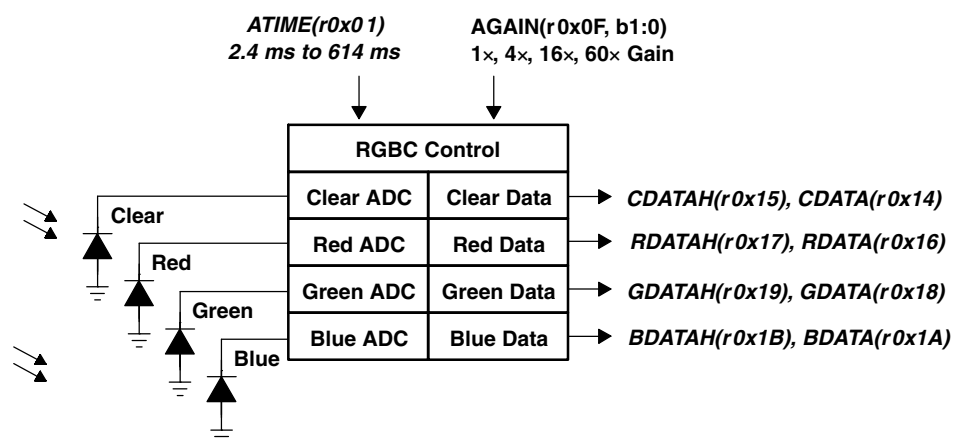 ATIME(r0x01)
2.4 ms to 614 ms
AGAIN(r0x0F, b1:0)
1×, 4×, 16×, 60× Gain
RGBC Control
Clear ADC
Clear Data
CDATAH(r0x15), CDATA(r0x14)
Clear
Red ADC
Red Data
RDATAH(r0x17), RDATA(r0x16)
Red
Green ADC
Green Data
GDATAH(r0x19), GDATA(r0x18)
Green
Blue ADC
Blue Data
BDATAH(r0x1B), BDATA(r0x1A)
Blue